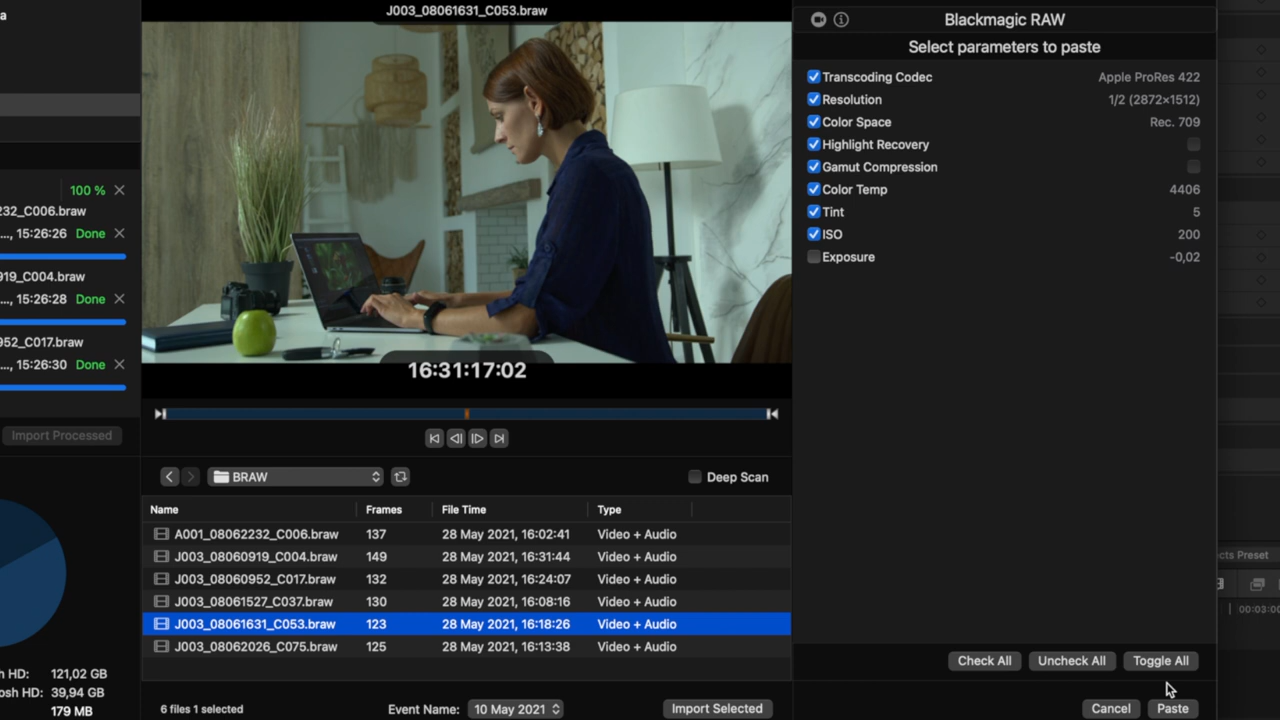 a
100 %
232_C006.braw
..., 15:26:26 Done
919_C004.braw
..., 15:26:28 Done
952_C017.braw
..., 15:26:30 Done
Import Processed
h HD: 121,02 GB
osh HD: 39,94 GB
179 MB
J003_08061631_C053.braw
16:31:17:02
BRAW
Deep Scan
Name Frames File Time Type
A001_08062232_C006.braw 137 28 May 2021, 16:02:41 Video + Audio
J003_08060919_C004.braw 149 28 May 2021, 16:31:44 Video + Audio
J003_08060952_C017.braw 132 28 May 2021, 16:24:07 Video + Audio
J003_08061527_C037.braw 130 28 May 2021, 16:08:16 Video + Audio
J003_08061631_C053.braw 123 28 May 2021, 16:18:26 Video + Audio
J003_08062026_C075.braw 125 28 May 2021, 16:13:38 Video + Audio
6 files 1 selected Event Name: 10 May 2021 Import Selected
Blackmagic RAW
Select parameters to paste
Transcoding Codec Apple ProRes 422
Resolution 1/2 (2872×1512)
Color Space Rec. 709
Highlight Recovery
Gamut Compression
Color Temp 4406
Tint 5
ISO 200
Exposure -0,02
Check All Uncheck All Toggle All
Cancel Paste
cts Preset
00:03:00